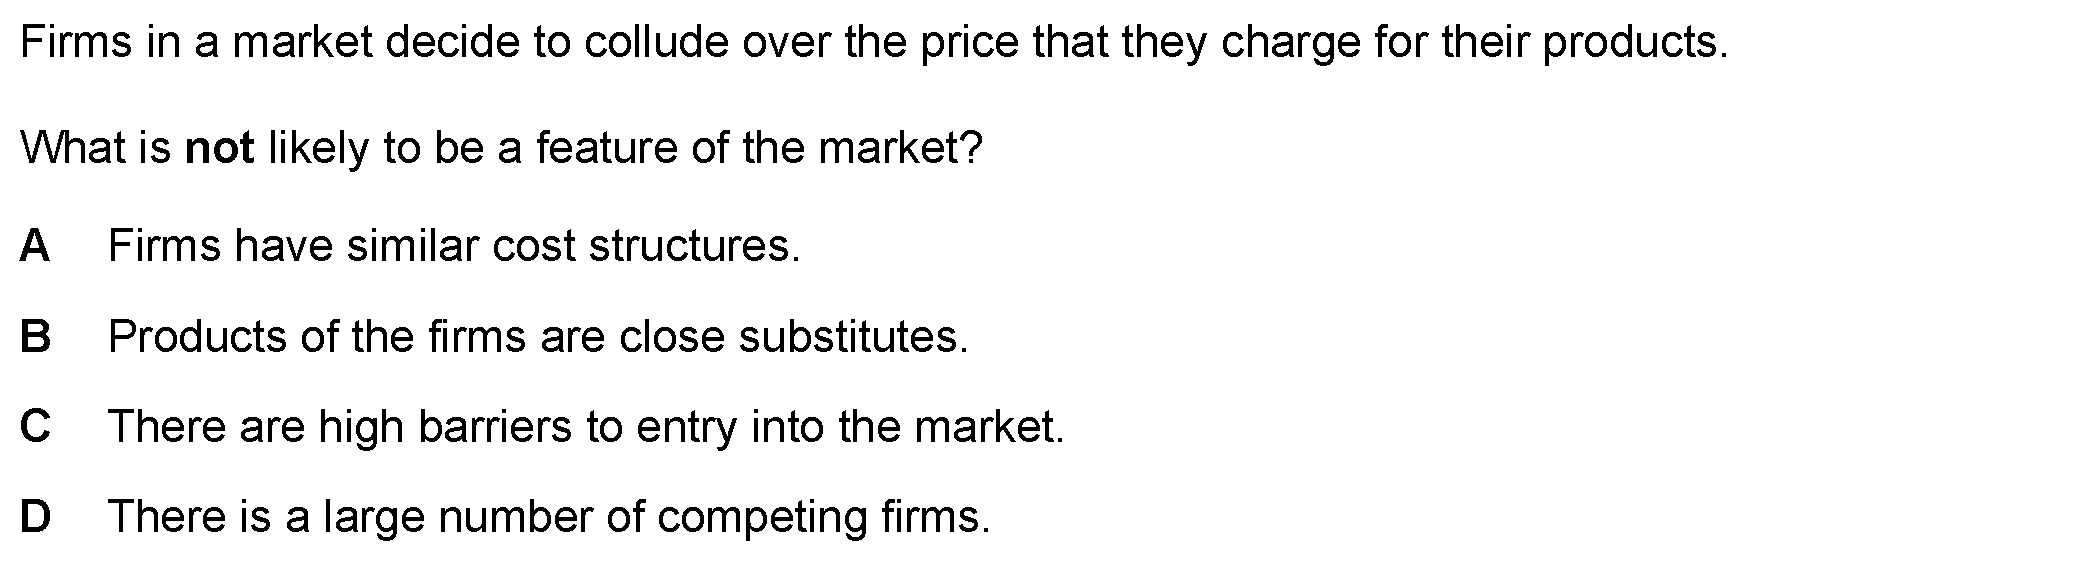 Firms in a market decide to collude over the price that they charge for their products.
What is not likely to be a feature of the market?
A Firms have similar cost structures.
B Products of the firms are close substitutes.
C There are high barriers to entry into the market.
D There is a large number of competing firms.